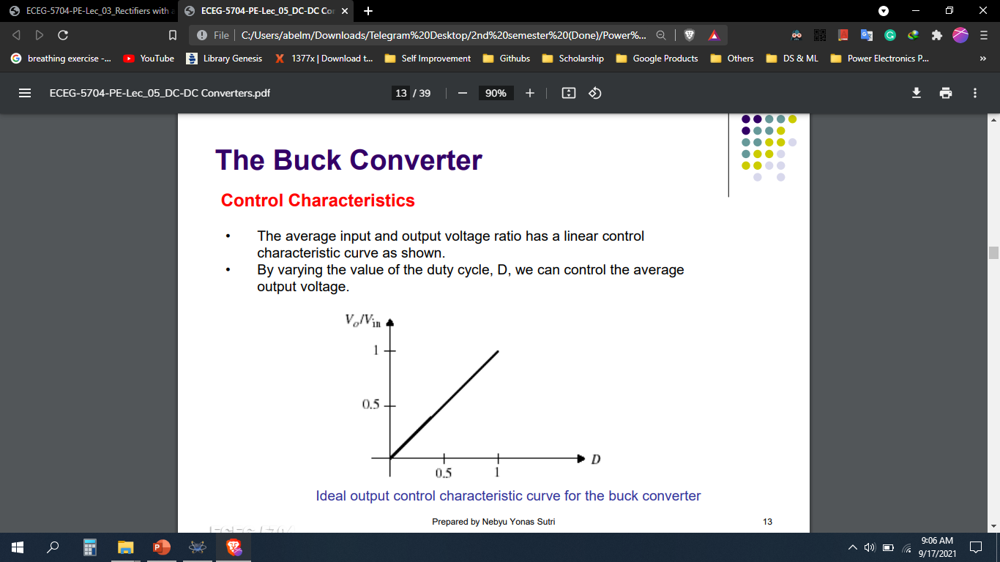 ECEG-5704-PE-Lec_03_Rectifiers with a
ECEG-5704-PE-Lec_05_DC-DC Con
File
C:/Users/abelm/Downloads/Telegram%20Desktop/2nd%20semester%20(Done)/Power%...
breathing exercise -...
YouTube
Library Genesis
1377x | Download t...
Self Improvement
Githubs
Scholarship
Google Products
Others
DS & ML
Power Electronics P...
»
ECEG-5704-PE-Lec_05_DC-DC Converters.pdf
13 / 39
90%
The Buck Converter
Control Characteristics
• The average input and output voltage ratio has a linear control
characteristic curve as shown.
• By varying the value of the duty cycle, D, we can control the average
output voltage.
Vo/Vin
1
0.5
0.5
1
D
Ideal output control characteristic curve for the buck converter
Prepared by Nebyu Yonas Sutri
13
9:06 AM
9/17/2021